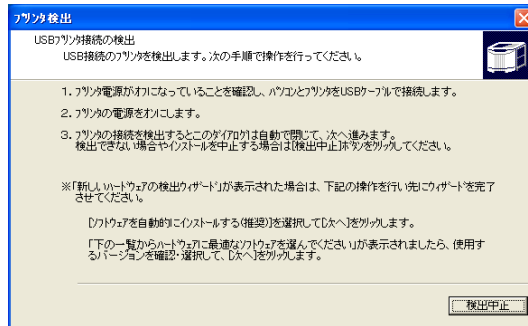 プリンタ検出
USBプリンタ接続の検出
USB接続のプリンタを検出します。次の手順で操作を行ってください。
1. プリンタ電源がオフになっていることを確認し、パソコンとプリンタをUSBケーブルで接続します。
2. プリンタの電源をオンにします。
3. プリンタの接続を検出するとこのダイアログは自動で閉じて、次へ進みます。
検出できない場合やインストールを中止する場合は[検出中止]ボタンをクリックしてください。
※「新しいハードウェアの検出ウィザード」が表示された場合は、下記の操作を行い先にウィザードを完了
させてください。
[ソフトウェアを自動的にインストールする(推奨)]を選択して[次へ]をクリックします。
「下の一覧からハードウェアに最適なソフトウェアを選んでください」が表示されましたら、使用す
るバージョンを確認・選択して、[次へ]をクリックします。
検出中止